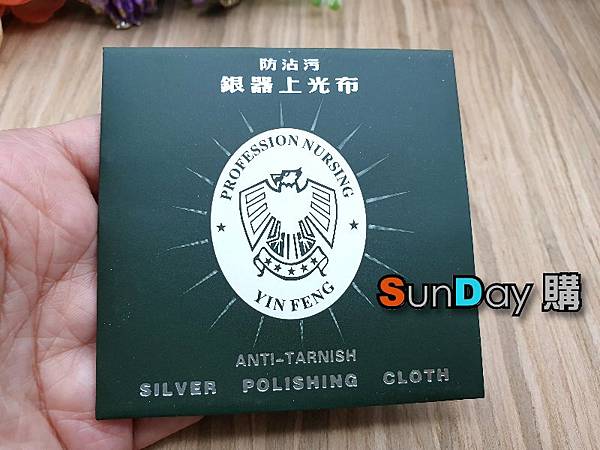 防沾污
銀器上光布
PROFESSION NURSING
YIN FENG
SunDay 購
ANTI-TARNISH
SILVER POLISHING CLOTH